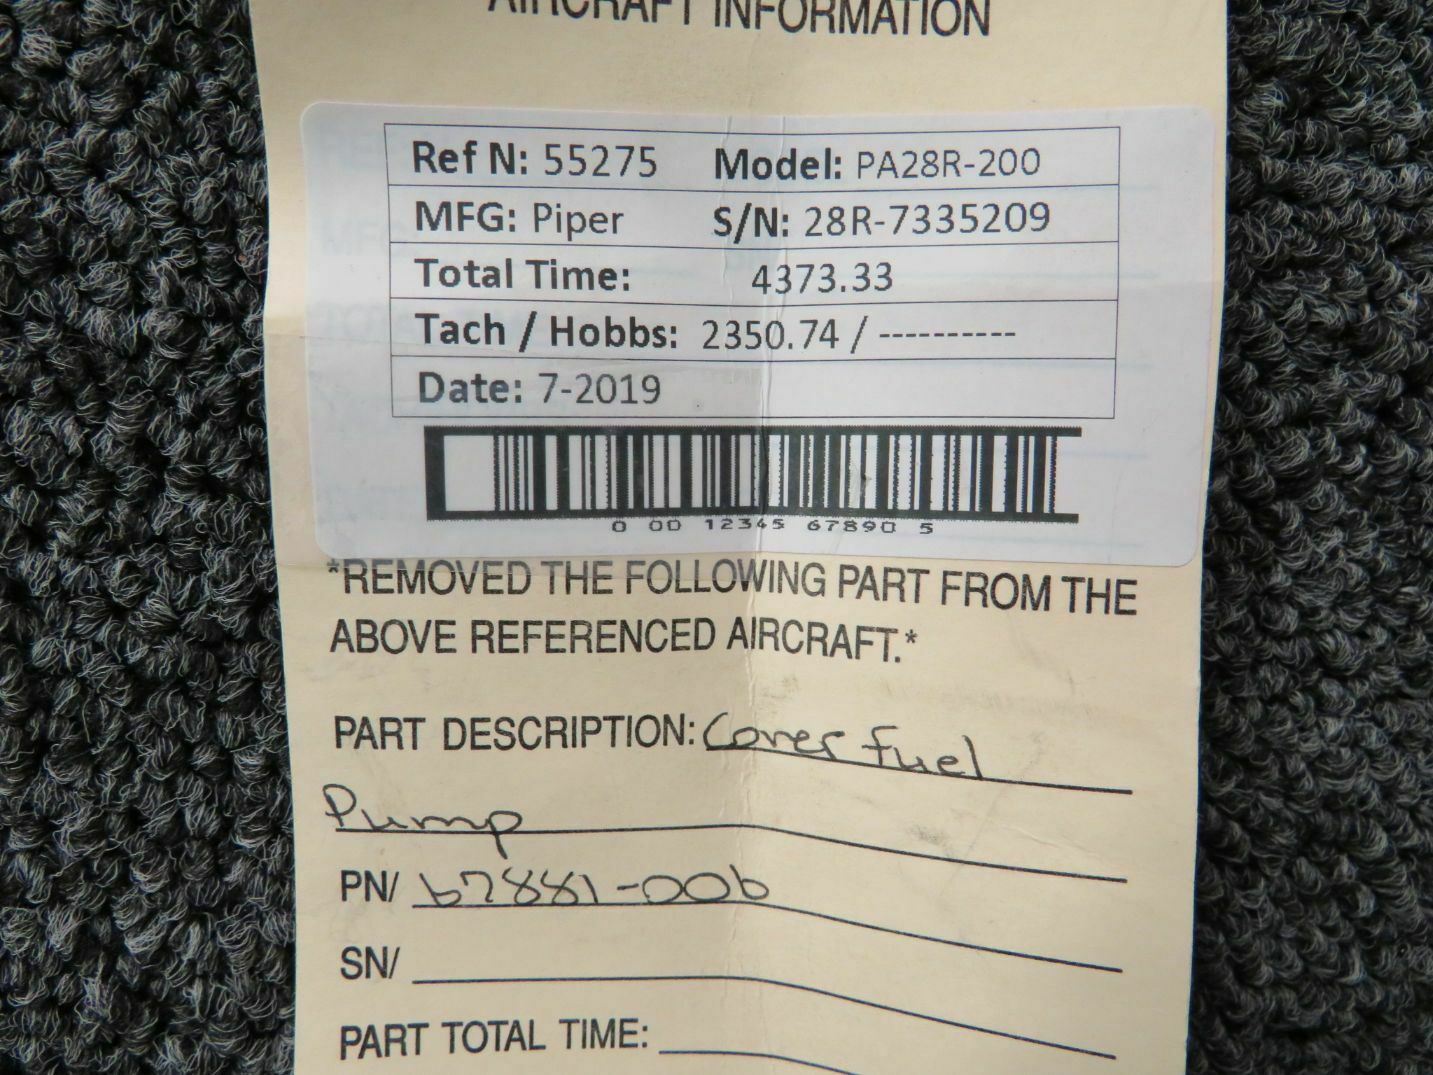 AIRCRAFT INFORMATION
Ref N: 55275 Model: PA28R-200
MFG: Piper S/N: 28R-7335209
Total Time: 4373.33
Tach / Hobbs: 2350.74 / ----------
Date: 7-2019
0 00 12345 67890 5
*REMOVED THE FOLLOWING PART FROM THE
ABOVE REFERENCED AIRCRAFT.*
PART DESCRIPTION: Cover fuel
Pump
PN/ 67881-006
SN/
PART TOTAL TIME: